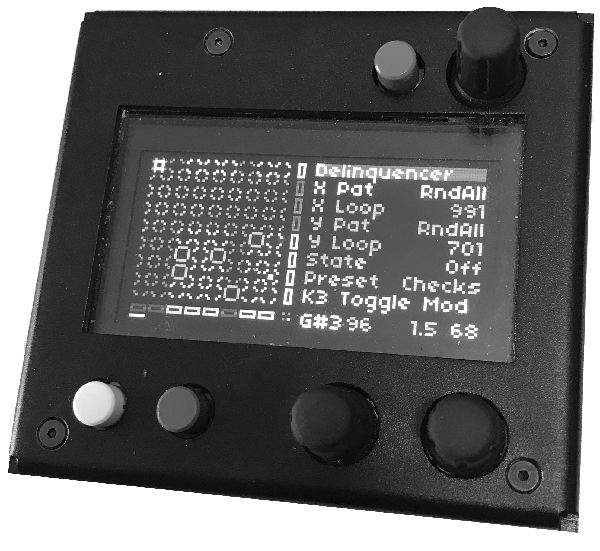 Delinquencer
X Pat RndAll
X Loop 991
Y Pat RndAll
Y Loop 701
State Off
Preset Checks
K3 Toggle Mod
G#3 96 1.5 68